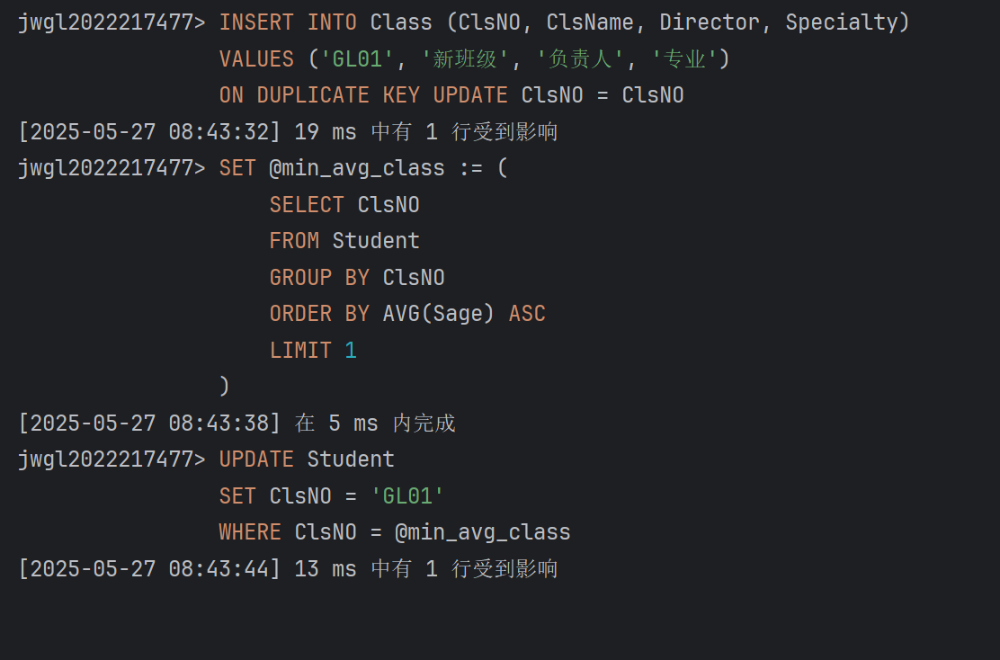 jwgl2022217477> INSERT INTO Class (ClsNO, ClsName, Director, Specialty)
VALUES ('GL01', '新班级', '负责人', '专业')
ON DUPLICATE KEY UPDATE ClsNO = ClsNO
[2025-05-27 08:43:32] 19 ms 中有 1 行受到影响
jwgl2022217477> SET @min_avg_class := (
SELECT ClsNO
FROM Student
GROUP BY ClsNO
ORDER BY AVG(Sage) ASC
LIMIT 1
)
[2025-05-27 08:43:38] 在 5 ms 内完成
jwgl2022217477> UPDATE Student
SET ClsNO = 'GL01'
WHERE ClsNO = @min_avg_class
[2025-05-27 08:43:44] 13 ms 中有 1 行受到影响